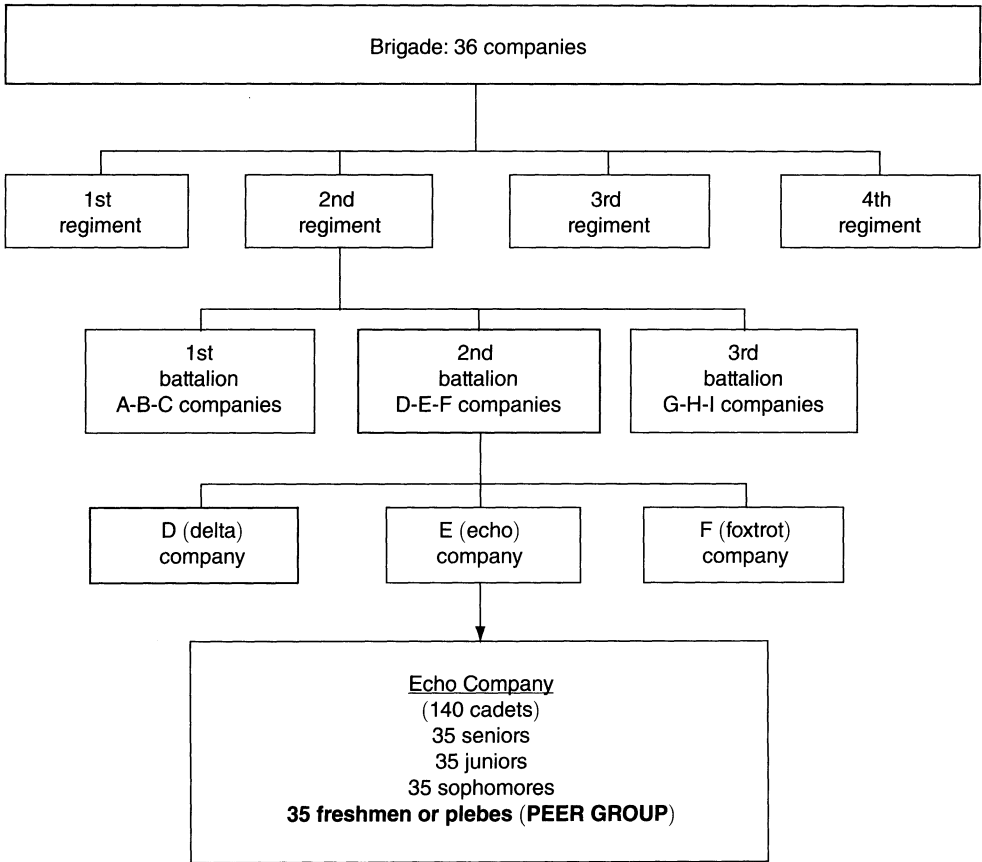 Brigade: 36 companies
1st
regiment
2nd
regiment
3rd
regiment
4th
regiment
1st
battalion
A-B-C companies
2nd
battalion
D-E-F companies
3rd
battalion
G-H-I companies
D (delta)
company
E (echo)
company
F (foxtrot)
company
Echo Company
(140 cadets)
35 seniors
35 juniors
35 sophomores
35 freshmen or plebes (PEER GROUP)